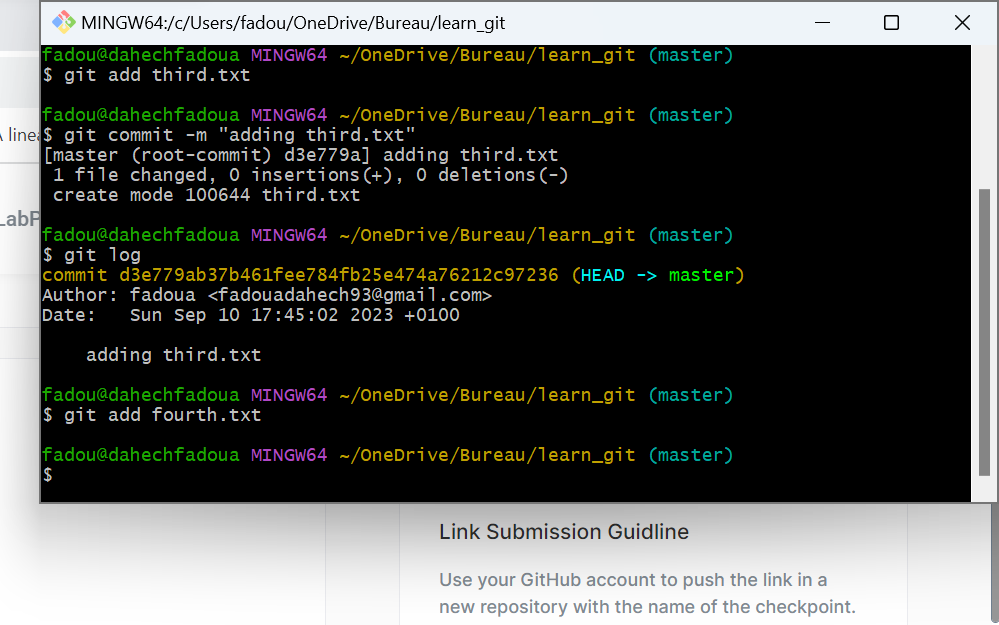 MINGW64:/c/Users/fadou/OneDrive/Bureau/learn_git
fadou@dahechfadoua MINGW64 ~/OneDrive/Bureau/learn_git (master)
$ git add third.txt
fadou@dahechfadoua MINGW64 ~/OneDrive/Bureau/learn_git (master)
$ git commit -m "adding third.txt"
[master (root-commit) d3e779a] adding third.txt
 1 file changed, 0 insertions(+), 0 deletions(-)
 create mode 100644 third.txt
fadou@dahechfadoua MINGW64 ~/OneDrive/Bureau/learn_git (master)
$ git log
commit d3e779ab37b461fee784fb25e474a76212c97236 (HEAD -> master)
Author: fadoua <fadouadahech93@gmail.com>
Date:   Sun Sep 10 17:45:02 2023 +0100
    adding third.txt
fadou@dahechfadoua MINGW64 ~/OneDrive/Bureau/learn_git (master)
$ git add fourth.txt
fadou@dahechfadoua MINGW64 ~/OneDrive/Bureau/learn_git (master)
$
A linea
LabP
Link Submission Guidline
Use your GitHub account to push the link in a
new repository with the name of the checkpoint.